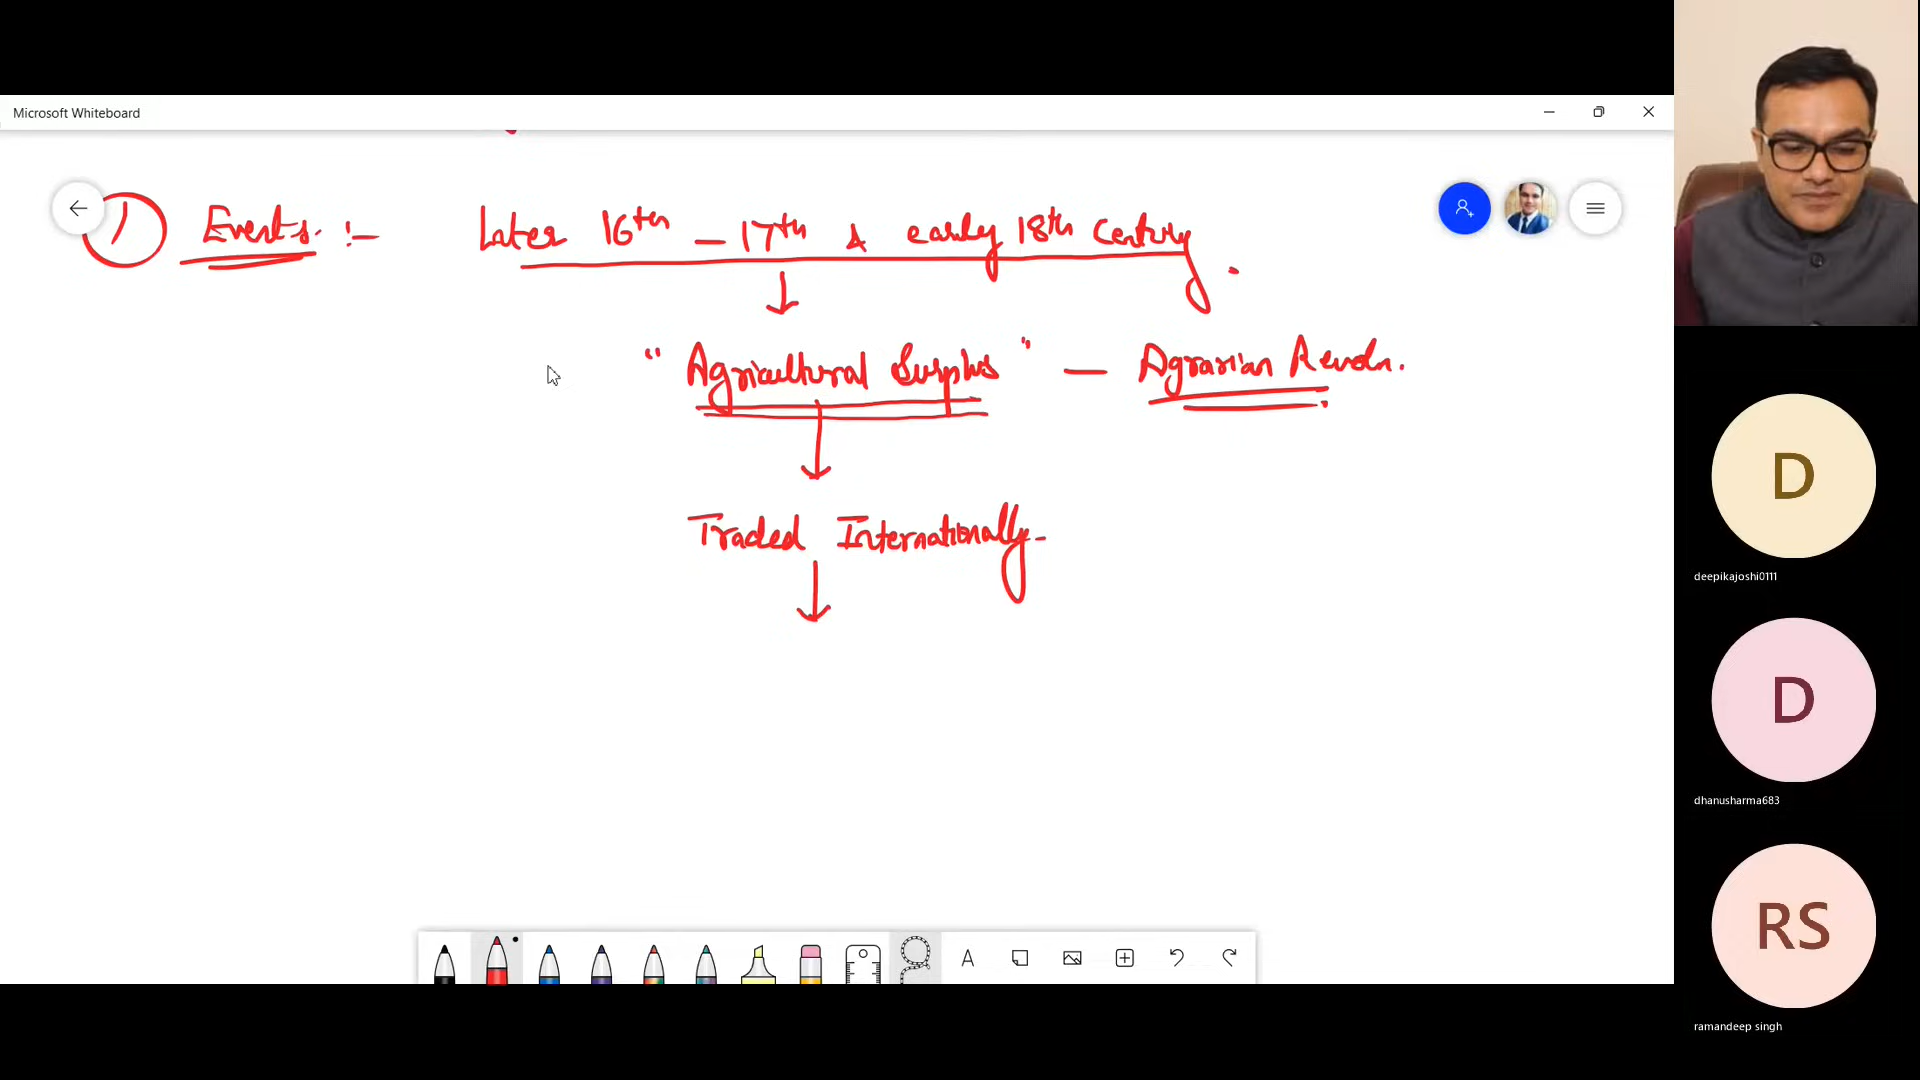 Microsoft Whiteboard
1 Events. :- Later 16th - 17th & early 18th Century.
" Agricultural Surplus " - Agrarian Revoln.
Traded Internationally.
D
deepikajoshi0111
D
dhanusharma683
RS
ramandeep singh